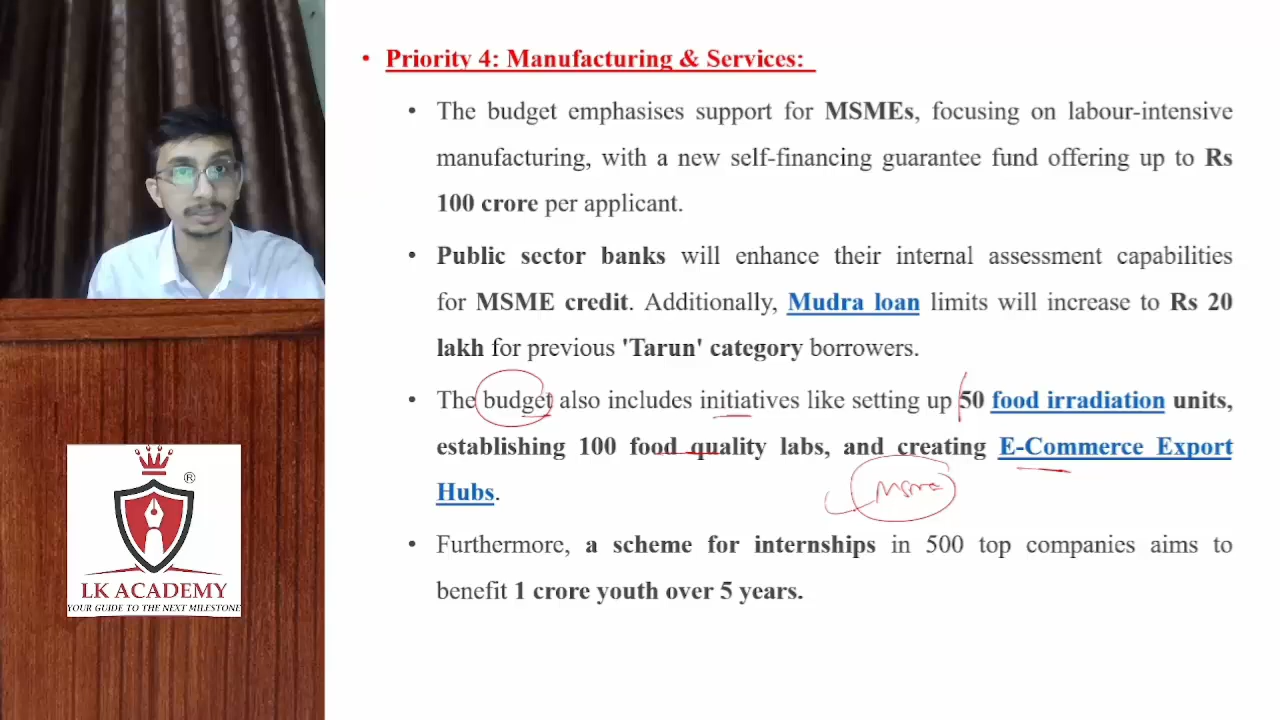 • Priority 4: Manufacturing & Services:
• The budget emphasises support for MSMEs, focusing on labour-intensive
manufacturing, with a new self-financing guarantee fund offering up to Rs
100 crore per applicant.
• Public sector banks will enhance their internal assessment capabilities
for MSME credit. Additionally, Mudra loan limits will increase to Rs 20
lakh for previous 'Tarun' category borrowers.
• The budget also includes initiatives like setting up 50 food irradiation units,
establishing 100 food quality labs, and creating E-Commerce Export
Hubs.
MSME
• Furthermore, a scheme for internships in 500 top companies aims to
benefit 1 crore youth over 5 years.
®
LK ACADEMY
YOUR GUIDE TO THE NEXT MILESTONE